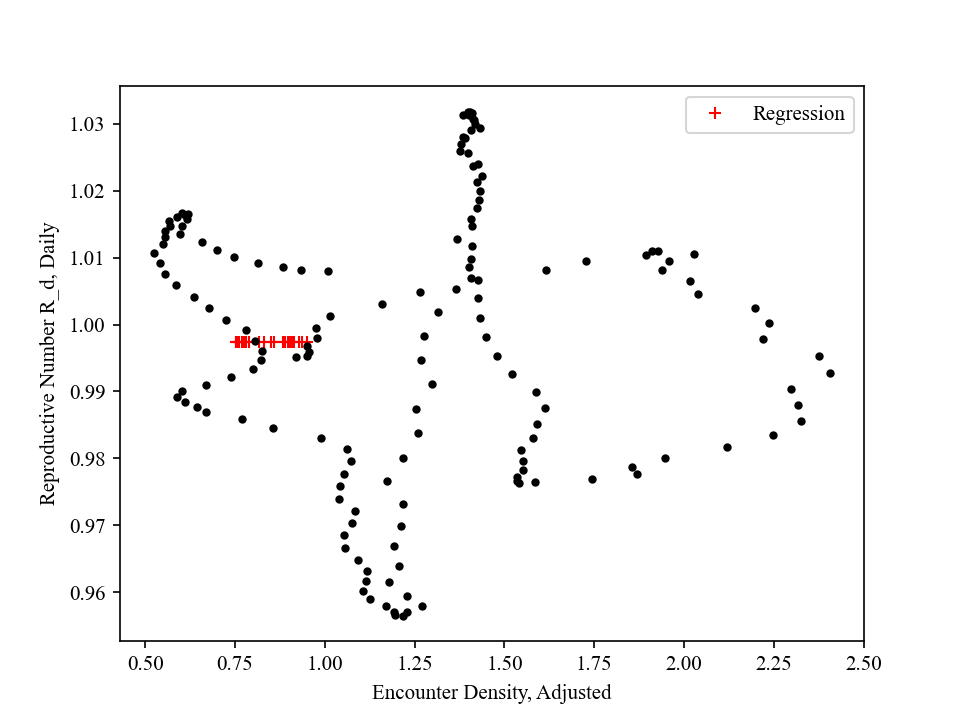 Regression
1.03
1.02
1.01
1.00
0.99
0.98
0.97
0.96
Reproductive Number R_d, Daily
0.50 0.75 1.00 1.25 1.50 1.75 2.00 2.25 2.50
Encounter Density, Adjusted